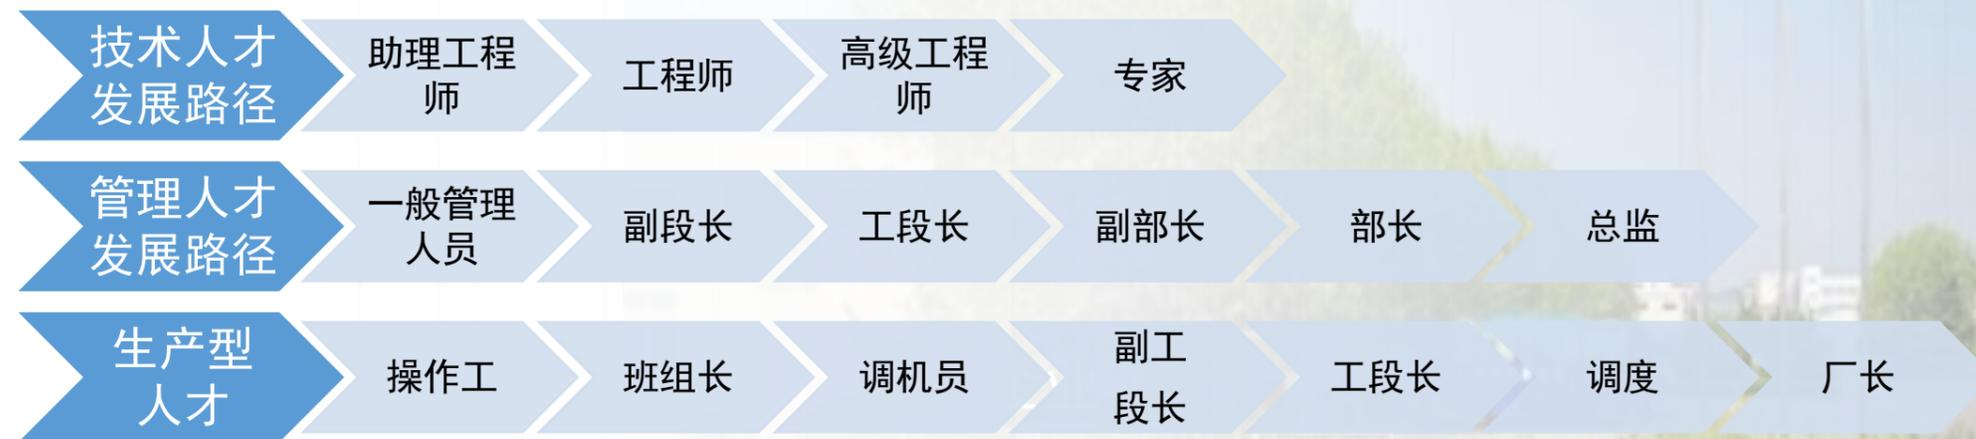 技术人才
发展路径
助理工程
师
工程师
高级工程
师
专家
管理人才
发展路径
一般管理
人员
副段长
工段长
副部长
部长
总监
生产型
人才
操作工
班组长
调机员
副工
段长
工段长
调度
厂长